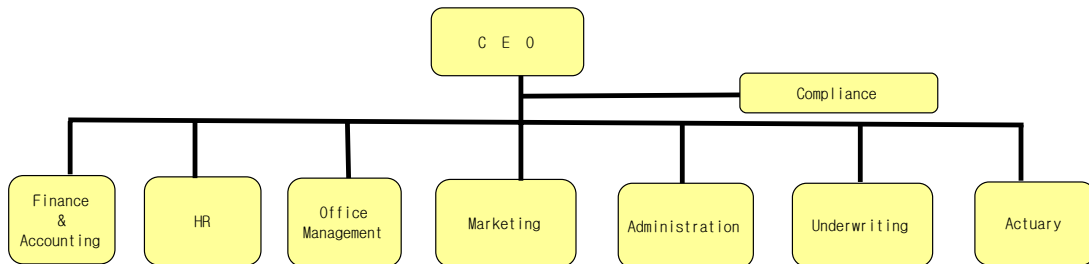 C E O
Compliance
Finance
&
Accounting
HR
Office
Management
Marketing
Administration
Underwriting
Actuary